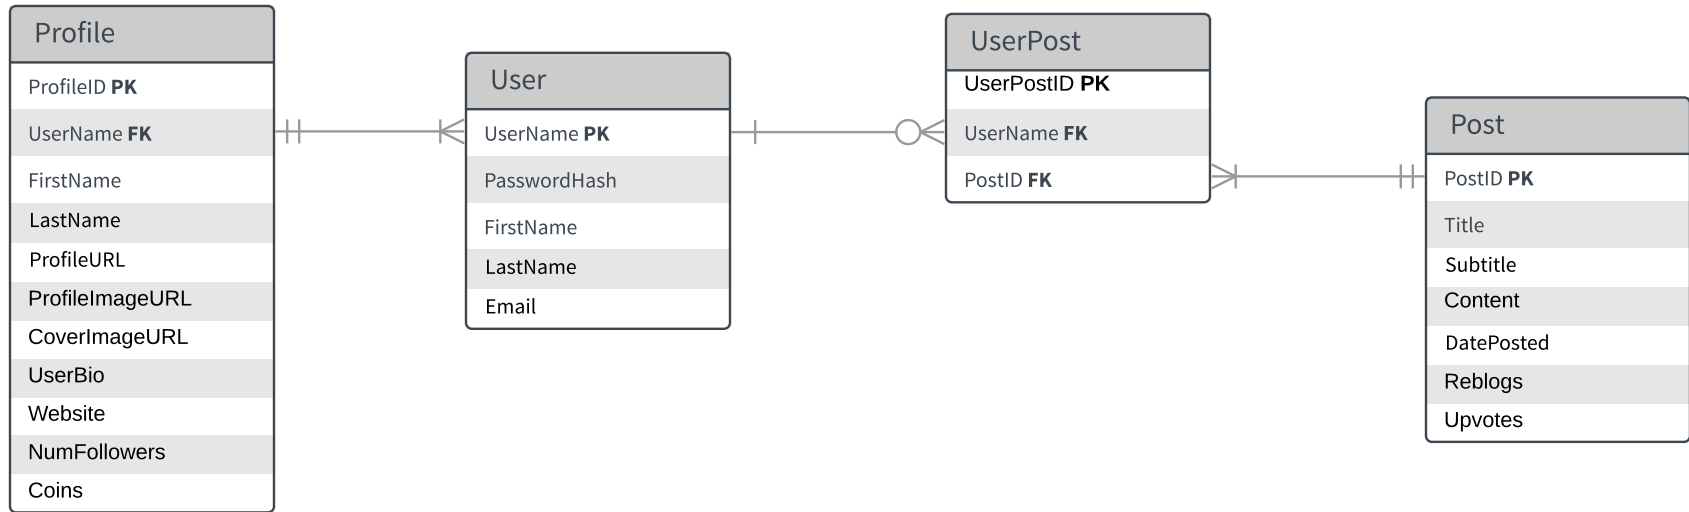 Profile
ProfileID PK
UserName FK
FirstName
LastName
ProfileURL
ProfileImageURL
CoverImageURL
UserBio
Website
NumFollowers
Coins
User
UserName PK
PasswordHash
FirstName
LastName
Email
UserPost
UserPostID PK
UserName FK
PostID FK
Post
PostID PK
Title
Subtitle
Content
DatePosted
Reblogs
Upvotes